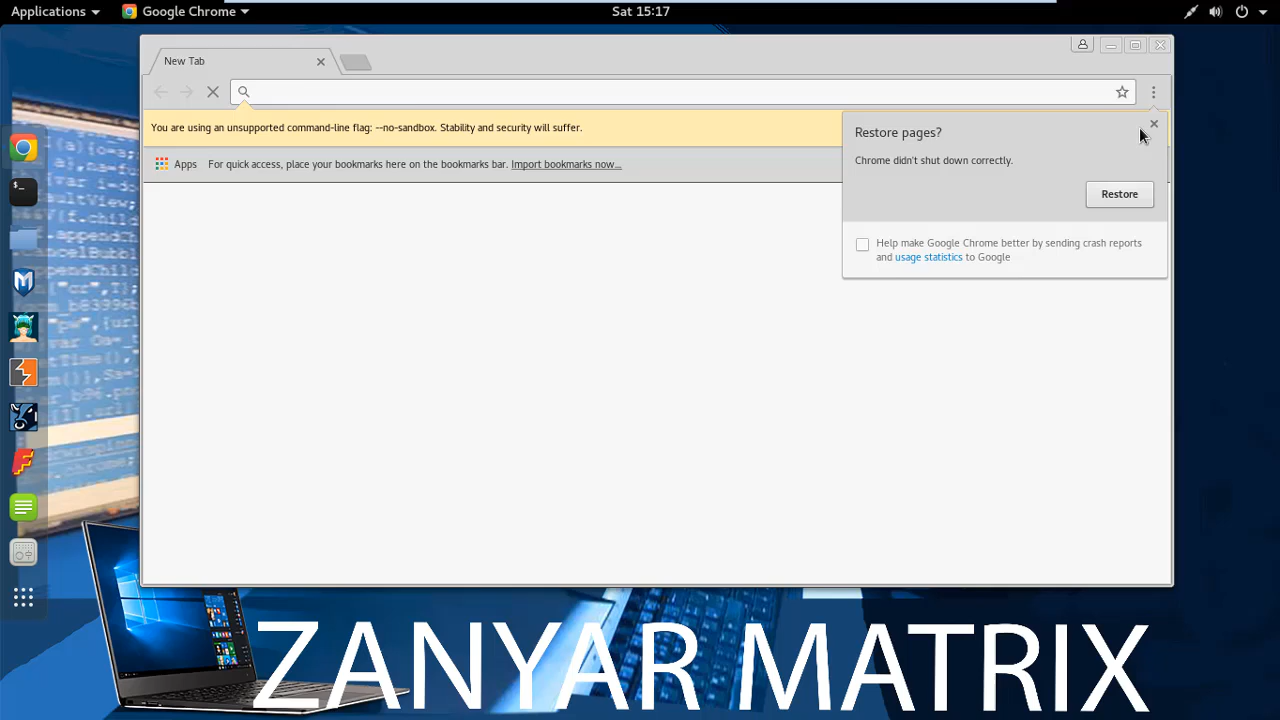 Applications
Google Chrome
Sat 15:17
New Tab
You are using an unsupported command-line flag: --no-sandbox. Stability and security will suffer.
Apps
For quick access, place your bookmarks here on the bookmarks bar. Import bookmarks now...
Restore pages?
Chrome didn't shut down correctly.
Restore
Help make Google Chrome better by sending crash reports
and usage statistics to Google
ZANYAR MATRIX